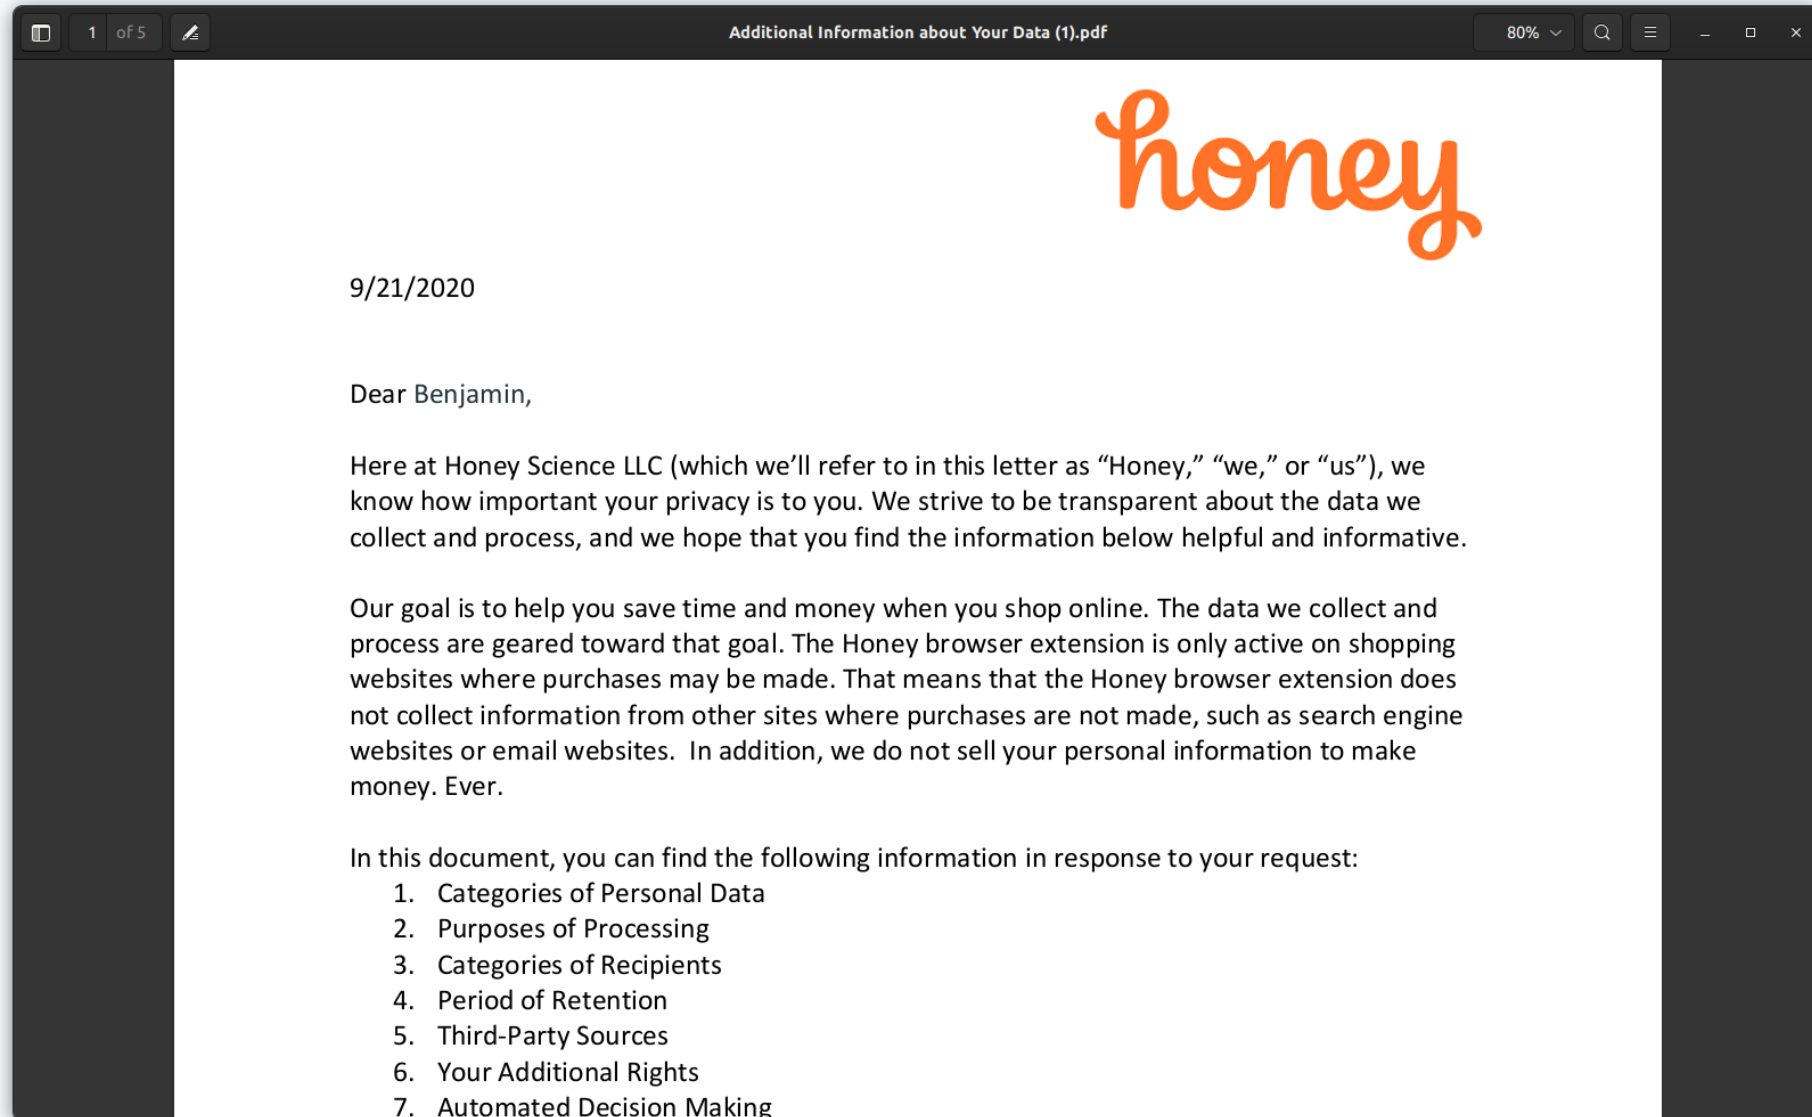 1 of 5
Additional Information about Your Data (1).pdf
80%
honey
9/21/2020
Dear Benjamin,
Here at Honey Science LLC (which we’ll refer to in this letter as “Honey,” “we,” or “us”), we
know how important your privacy is to you. We strive to be transparent about the data we
collect and process, and we hope that you find the information below helpful and informative.
Our goal is to help you save time and money when you shop online. The data we collect and
process are geared toward that goal. The Honey browser extension is only active on shopping
websites where purchases may be made. That means that the Honey browser extension does
not collect information from other sites where purchases are not made, such as search engine
websites or email websites.  In addition, we do not sell your personal information to make
money. Ever.
In this document, you can find the following information in response to your request:
1. Categories of Personal Data
2. Purposes of Processing
3. Categories of Recipients
4. Period of Retention
5. Third-Party Sources
6. Your Additional Rights
7. Automated Decision Making